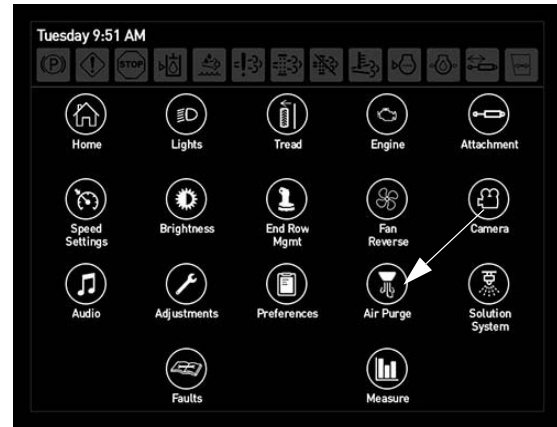 Tuesday 9:51 AM
(P) STOP
Home Lights Tread Engine Attachment
Speed Settings Brightness End Row Mgmt Fan Reverse Camera
Audio Adjustments Preferences Air Purge Solution System
Faults Measure